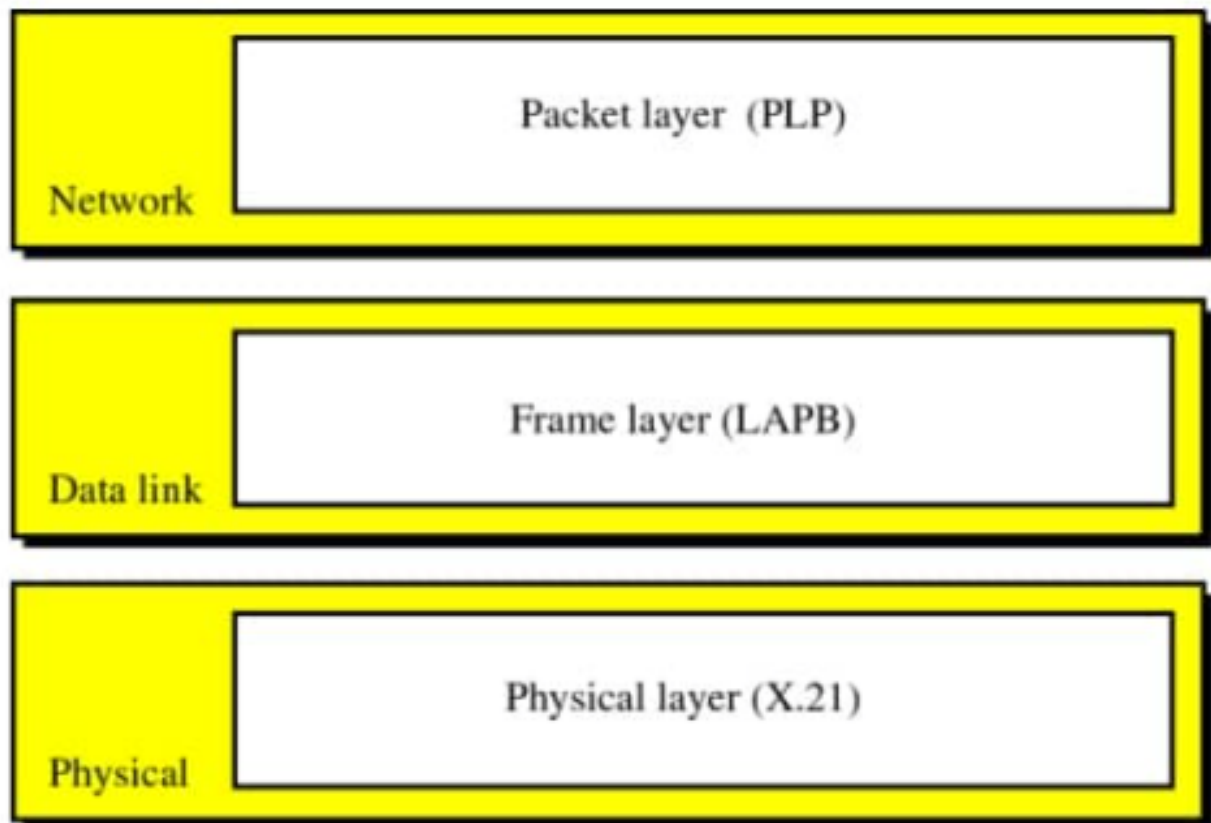 Packet layer (PLP)
Network
Frame layer (LAPB)
Data link
Physical layer (X.21)
Physical